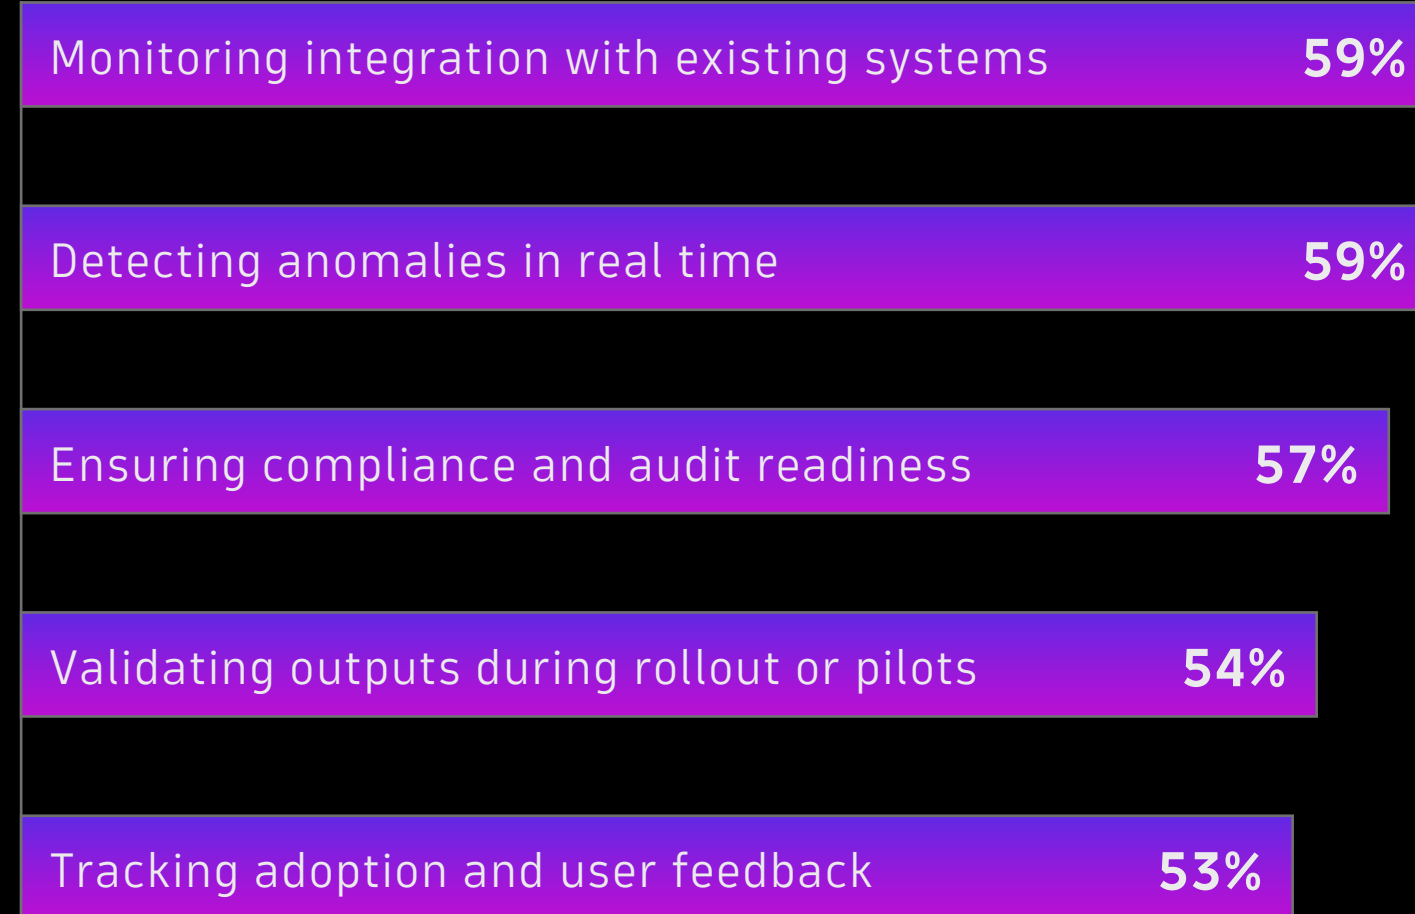 Monitoring integration with existing systems 59%
Detecting anomalies in real time 59%
Ensuring compliance and audit readiness 57%
Validating outputs during rollout or pilots 54%
Tracking adoption and user feedback 53%